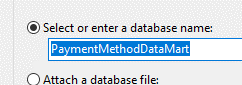 Select or enter a database name:
PaymentMethodDataMart
Attach a database file: